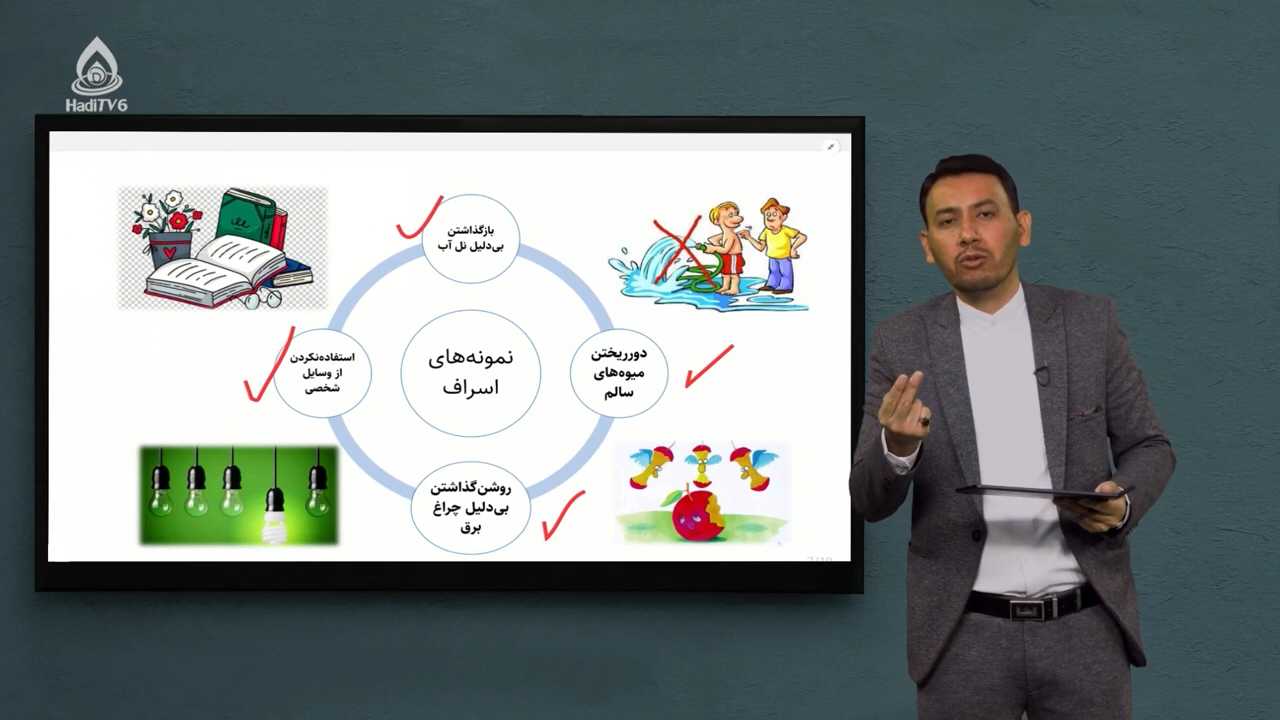 HadiTV6
بازگذاشتن
بی‌دلیل نل آب
استفاده‌نکردن
از وسایل
شخصی
نمونه‌های
اسراف
دورریختن
میوه‌های
سالم
روشن‌گذاشتن
بی‌دلیل چراغ
برق